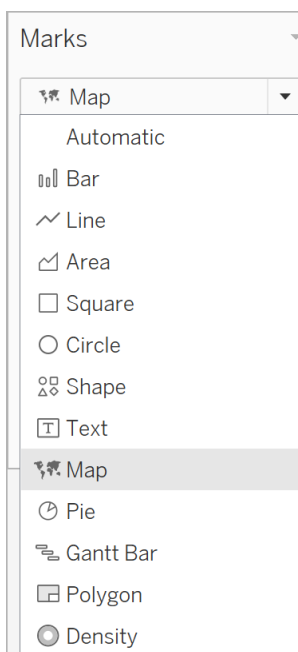 Marks
Map
Automatic
Bar
Line
Area
Square
Circle
Shape
T Text
Map
Pie
Gantt Bar
Polygon
Density